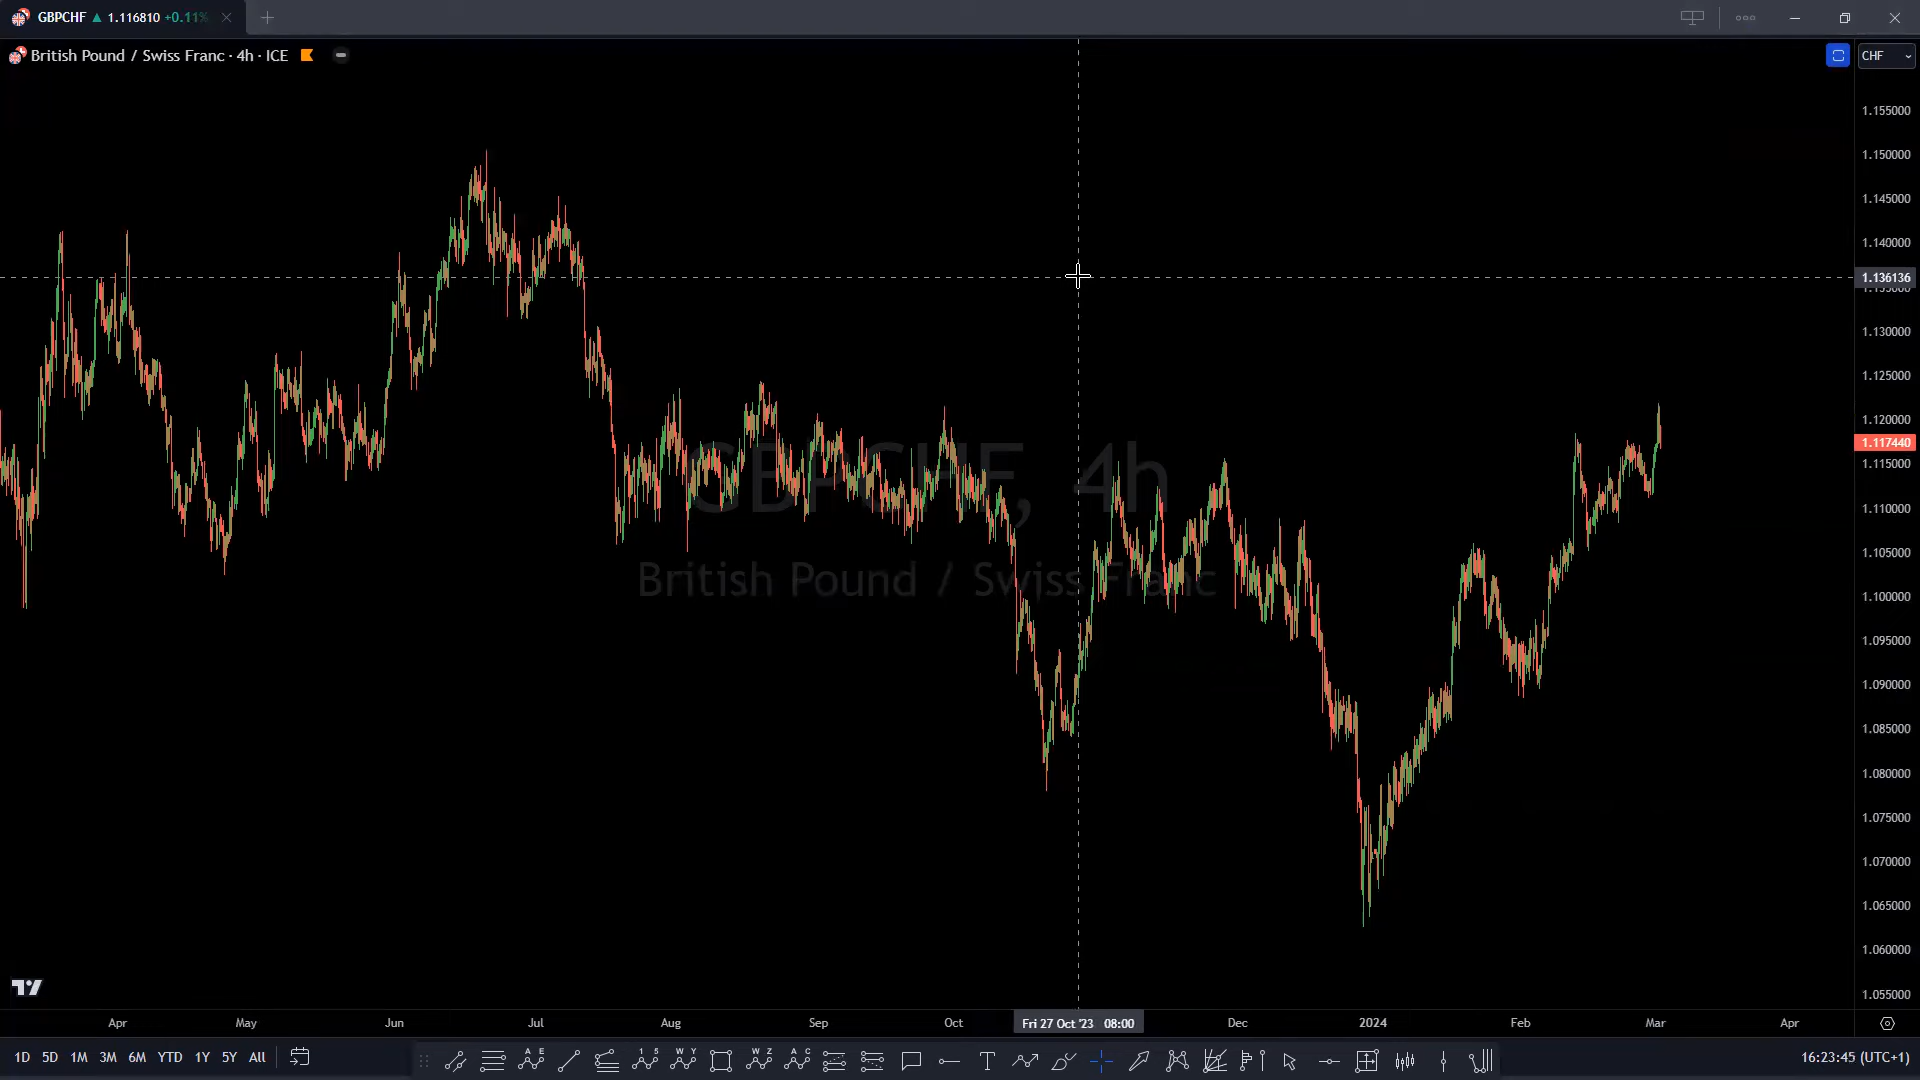 GBPCHF ▲ 1.116810 +0.11%
British Pound / Swiss Franc · 4h · ICE
CHF
1.155000
1.150000
1.145000
1.140000
1.136136
1.130000
1.125000
1.120000
1.117440
1.115000
1.110000
1.105000
1.100000
1.095000
1.090000
1.085000
1.080000
1.075000
1.070000
1.065000
1.060000
1.055000
GBPCHF, 4h
British Pound / Swiss Franc
Apr May Jun Jul Aug Sep Oct Fri 27 Oct '23 08:00 Dec 2024 Feb Mar Apr
1D 5D 1M 3M 6M YTD 1Y 5Y All
16:23:45 (UTC+1)